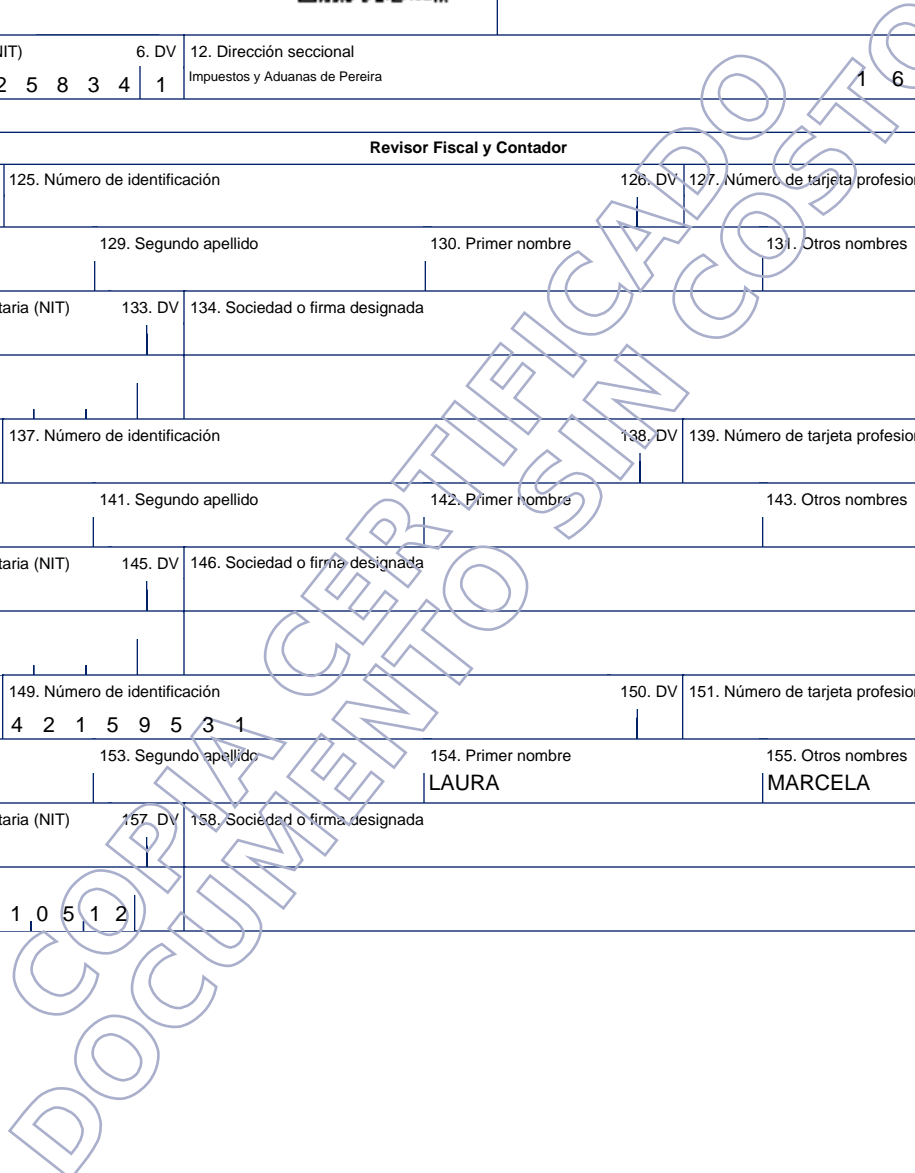 NIT) 6. DV 12. Dirección seccional
2 5 8 3 4 1 Impuestos y Aduanas de Pereira 1 6
Revisor Fiscal y Contador
125. Número de identificación 126. DV 127. Número de tarjeta profesion
129. Segundo apellido 130. Primer nombre 131. Otros nombres
taria (NIT) 133. DV 134. Sociedad o firma designada
137. Número de identificación 138. DV 139. Número de tarjeta profesion
141. Segundo apellido 142. Primer nombre 143. Otros nombres
taria (NIT) 145. DV 146. Sociedad o firma designada
149. Número de identificación 150. DV 151. Número de tarjeta profesion
4 2 1 5 9 5 3 1
153. Segundo apellido 154. Primer nombre 155. Otros nombres
LAURA MARCELA
taria (NIT) 157. DV 158. Sociedad o firma designada
1 0 5 1 2
COPIA CERTIFICADO
DOCUMENTO SIN COSTO